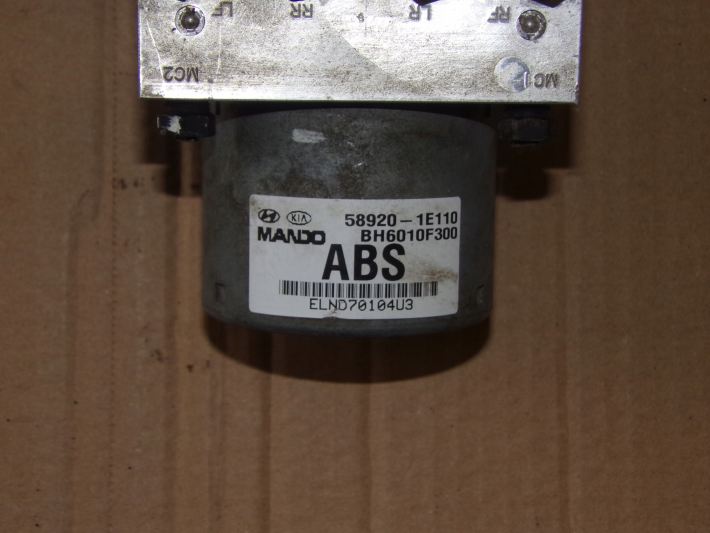 LF RR LR RF
MC2 MC1
KIA 58920-1E110
MANDO BH6010F300
ABS
ELND70104U3